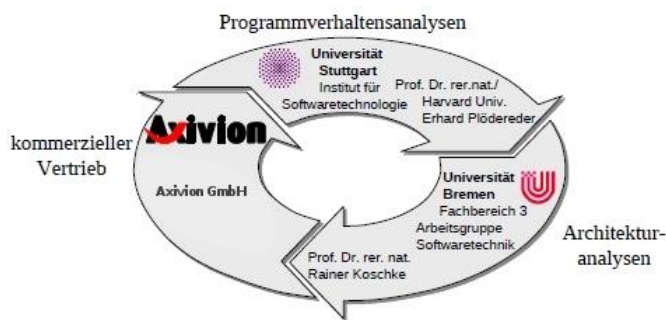 Programmverhaltensanalysen
Universität
Stuttgart
Institut für
Softwaretechnologie
Prof. Dr. rer.nat./
Harvard Univ.
Erhard Plödereder
kommerzieller
Vertrieb
Axivion
Axivion GmbH
Universität
Bremen
Fachbereich 3
Arbeitsgruppe
Softwaretechnik
Architektur-
analysen
Prof. Dr. rer. nat.
Rainer Koschke